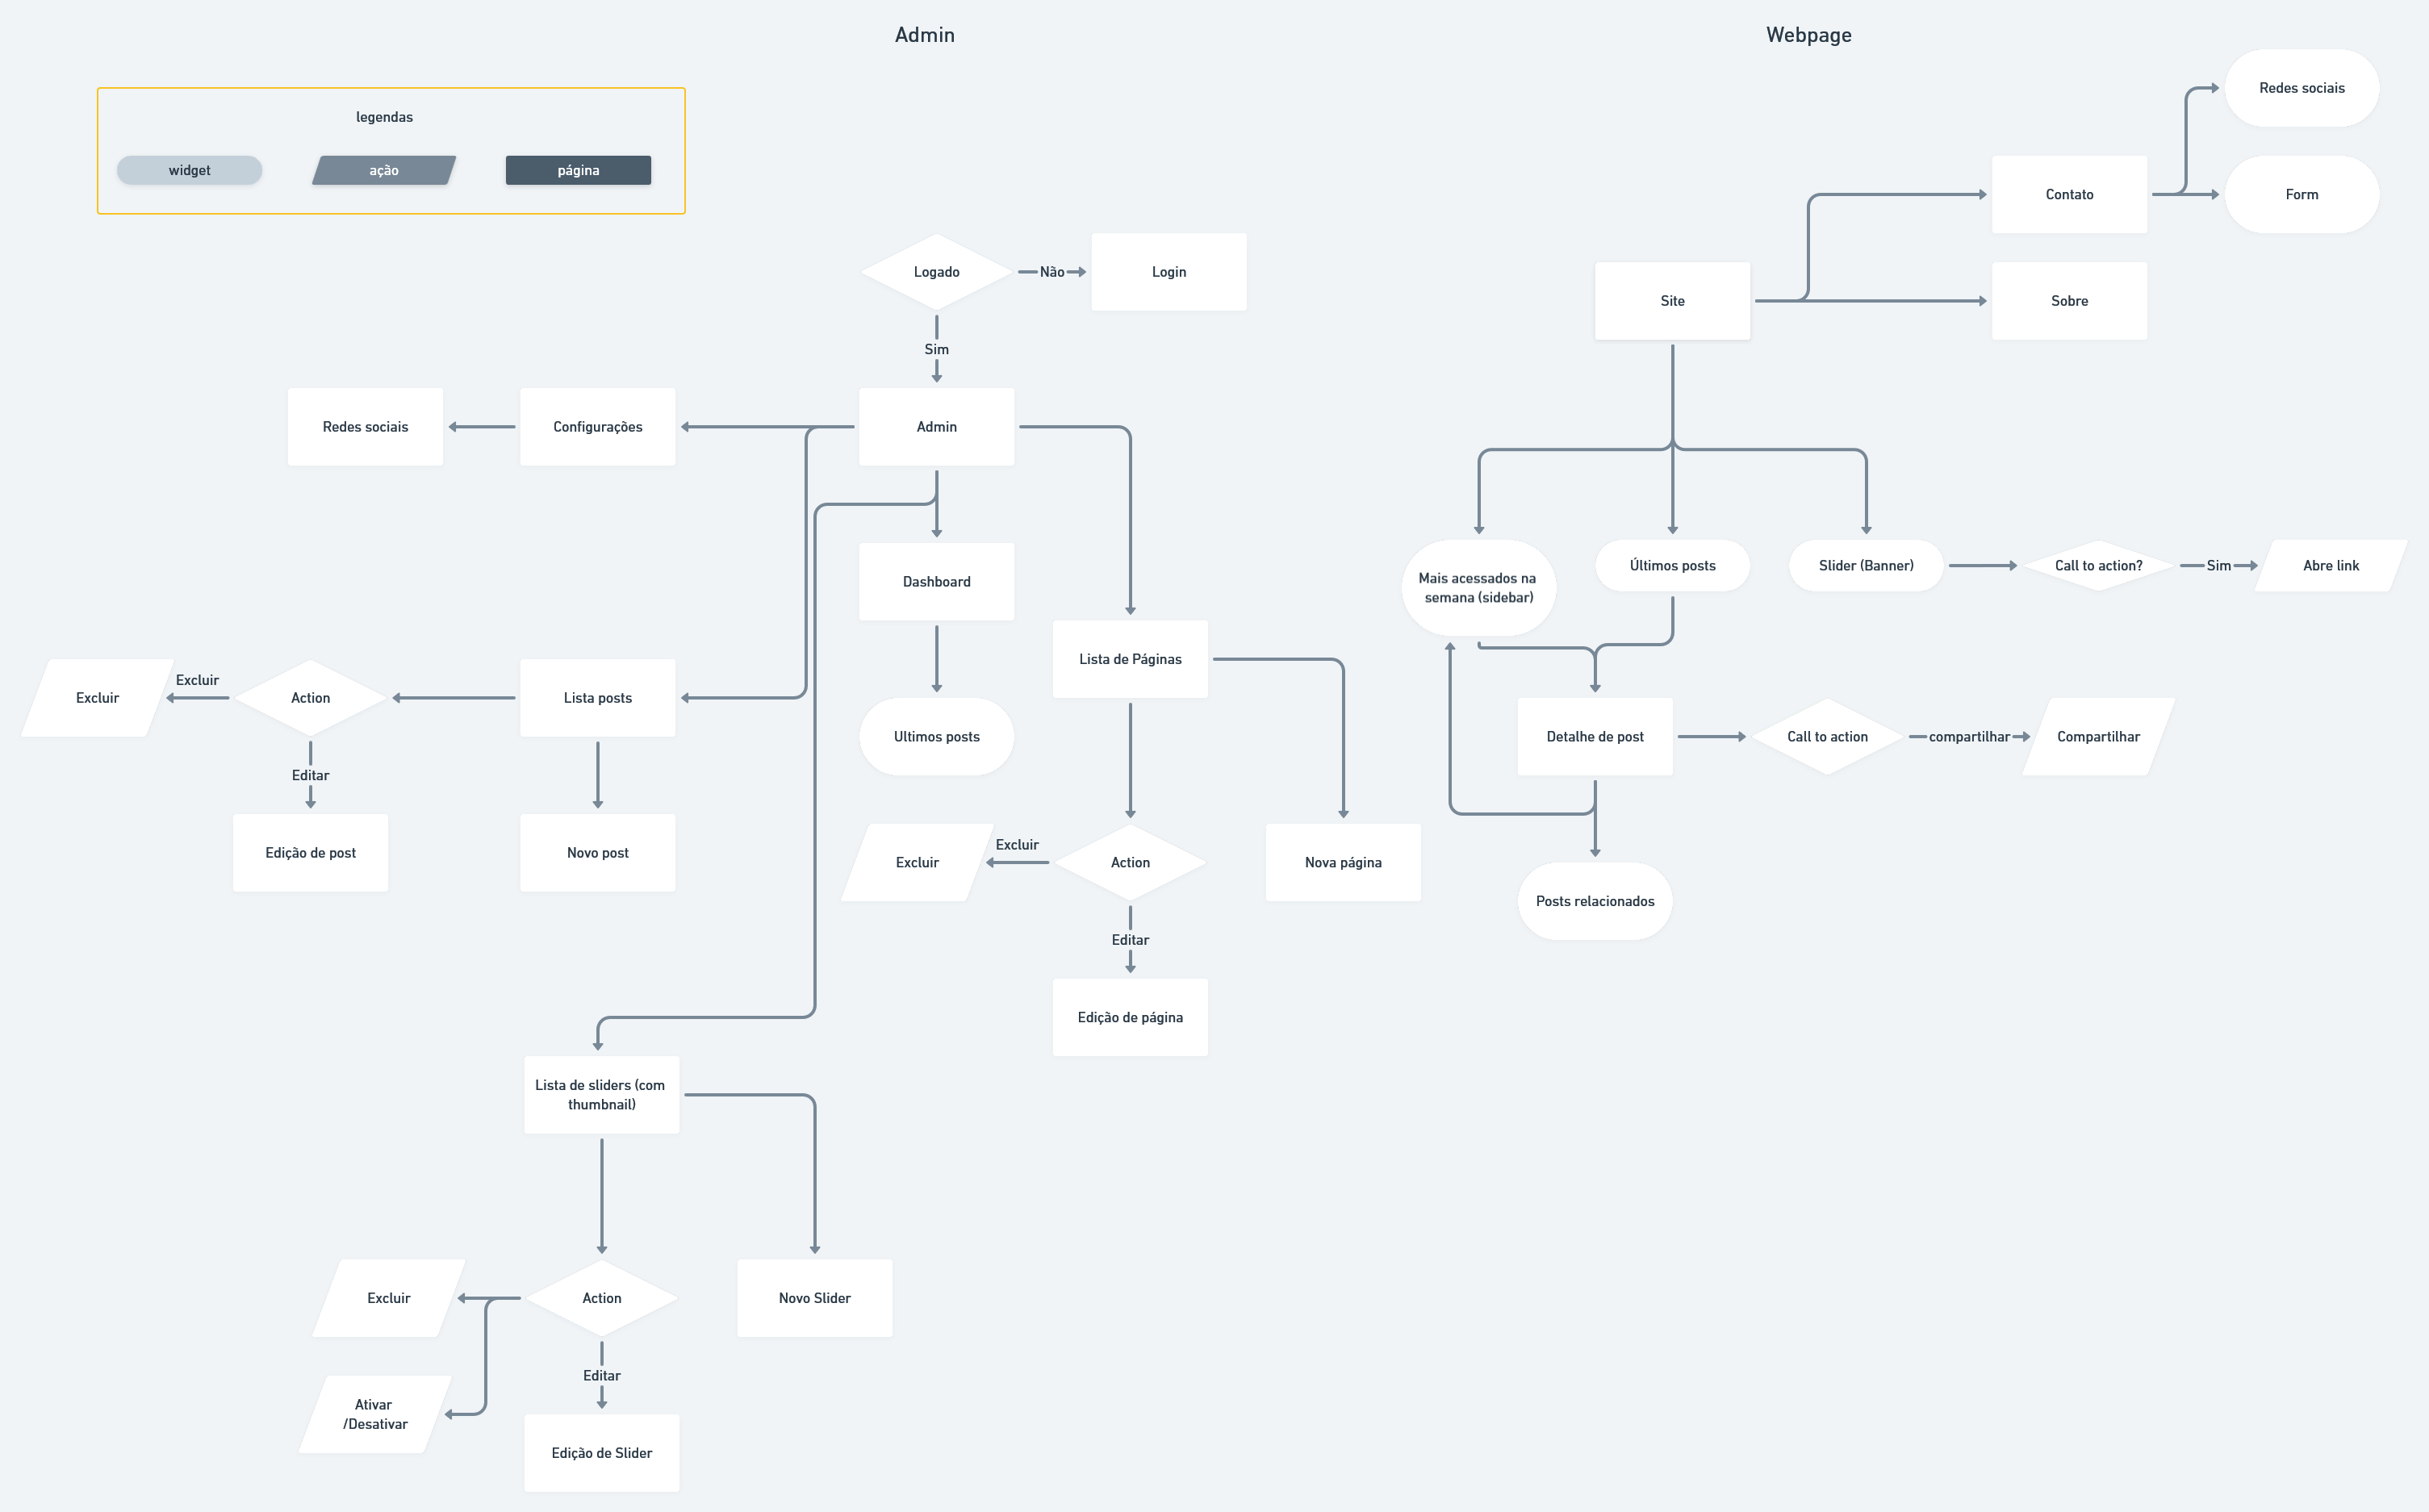 Admin
Webpage
legendas
widget
ação
página
Logado
Não
Login
Sim
Admin
Configurações
Redes sociais
Dashboard
Ultimos posts
Lista posts
Action
Excluir
Excluir
Editar
Edição de post
Novo post
Lista de Páginas
Action
Excluir
Excluir
Editar
Edição de página
Nova página
Lista de sliders (com
thumbnail)
Action
Excluir
Ativar
/Desativar
Editar
Edição de Slider
Novo Slider
Site
Contato
Redes sociais
Form
Sobre
Mais acessados na
semana (sidebar)
Últimos posts
Slider (Banner)
Call to action?
Sim
Abre link
Detalhe de post
Call to action
compartilhar
Compartilhar
Posts relacionados